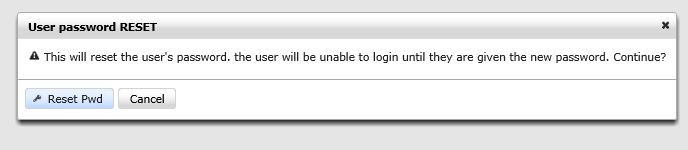 User password RESET
This will reset the user's password. the user will be unable to login until they are given the new password. Continue?
Reset Pwd Cancel